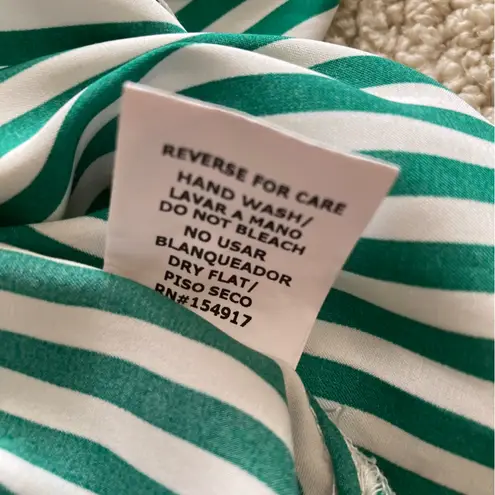 REVERSE FOR CARE
HAND WASH/
LAVAR A MANO
DO NOT BLEACH
NO USAR
BLANQUEADOR
DRY FLAT/
PISO SECO
RN#154917